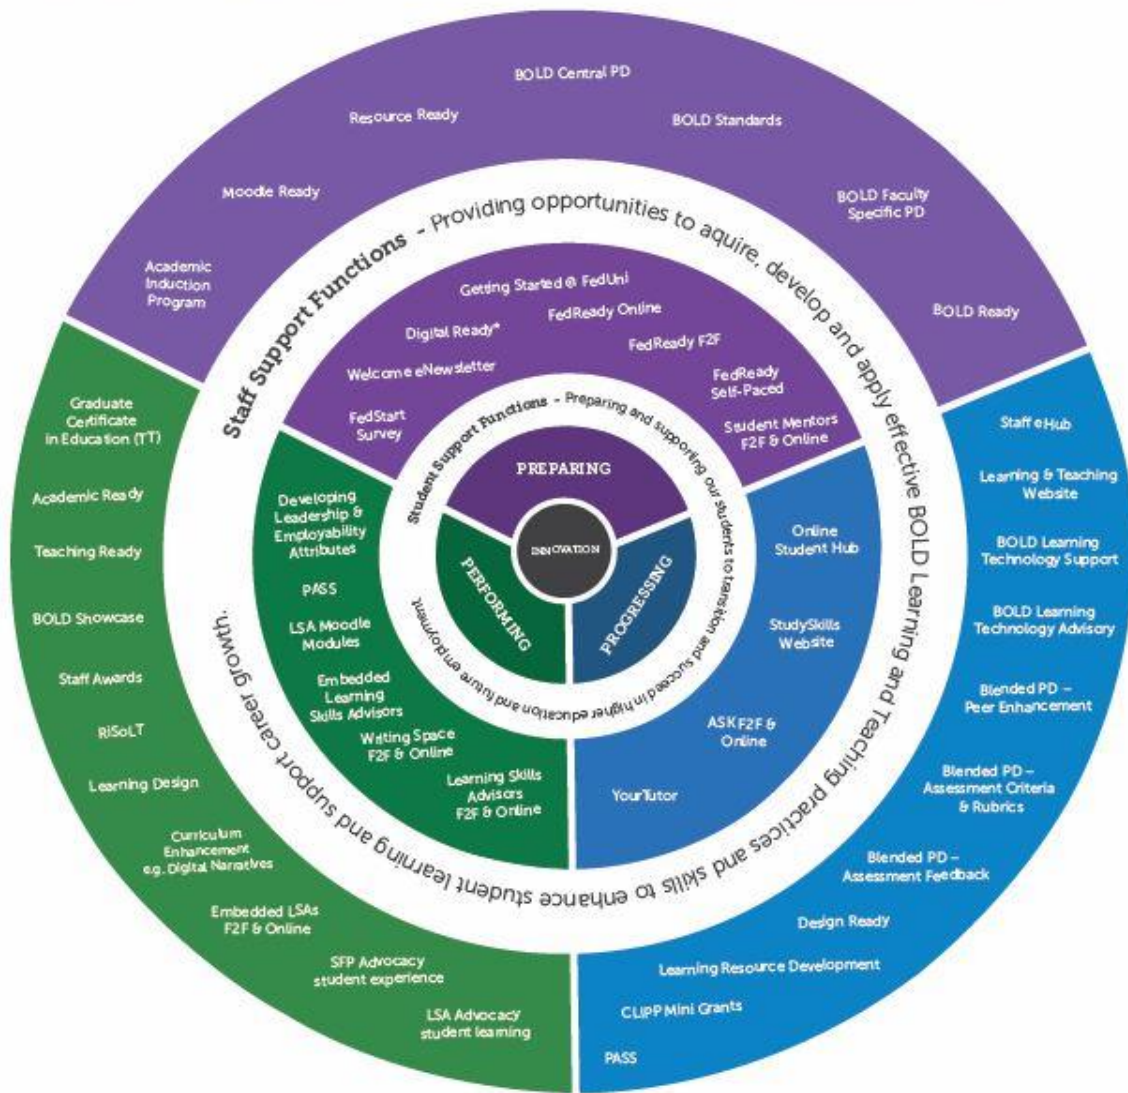 BOLD Central PD
Resource Ready
BOLD Standards
Moodle Ready
BOLD Faculty
Specific PD
Academic
Induction
Program
BOLD Ready
Staff Support Functions - Providing opportunities to aquire, develop and apply effective BOLD Learning and Teaching practices and skills to enhance student learning and support career growth.
Getting Started @ FedUni
Digital Ready*
FedReady Online
FedReady F2F
Welcome eNewsletter
FedReady
Self-Paced
FedStart
Survey
Student Mentors
F2F & Online
Student Support Functions - Preparing and supporting our students to transition and succeed in higher education and future employment.
PREPARING
INNOVATION
PERFORMING
PROGRESSING
Developing
Leadership &
Employability
Attributes
PASS
LSA Moodle
Modules
Embedded
Learning
Skills Advisors
Writing Space
F2F & Online
Learning Skills
Advisors
F2F & Online
Online
Student Hub
StudySkills
Website
ASK F2F &
Online
YourTutor
Graduate
Certificate
in Education (TT)
Academic Ready
Teaching Ready
BOLD Showcase
Staff Awards
RiSoLT
Learning Design
Curriculum
Enhancement
e.g. Digital Narratives
Embedded LSAs
F2F & Online
SFP Advocacy
student experience
LSA Advocacy
student learning
Staff eHub
Learning & Teaching
Website
BOLD Learning
Technology Support
BOLD Learning
Technology Advisory
Blended PD –
Peer Enhancement
Blended PD –
Assessment Criteria
& Rubrics
Blended PD –
Assessment Feedback
Design Ready
Learning Resource Development
CLIPP Mini Grants
PASS